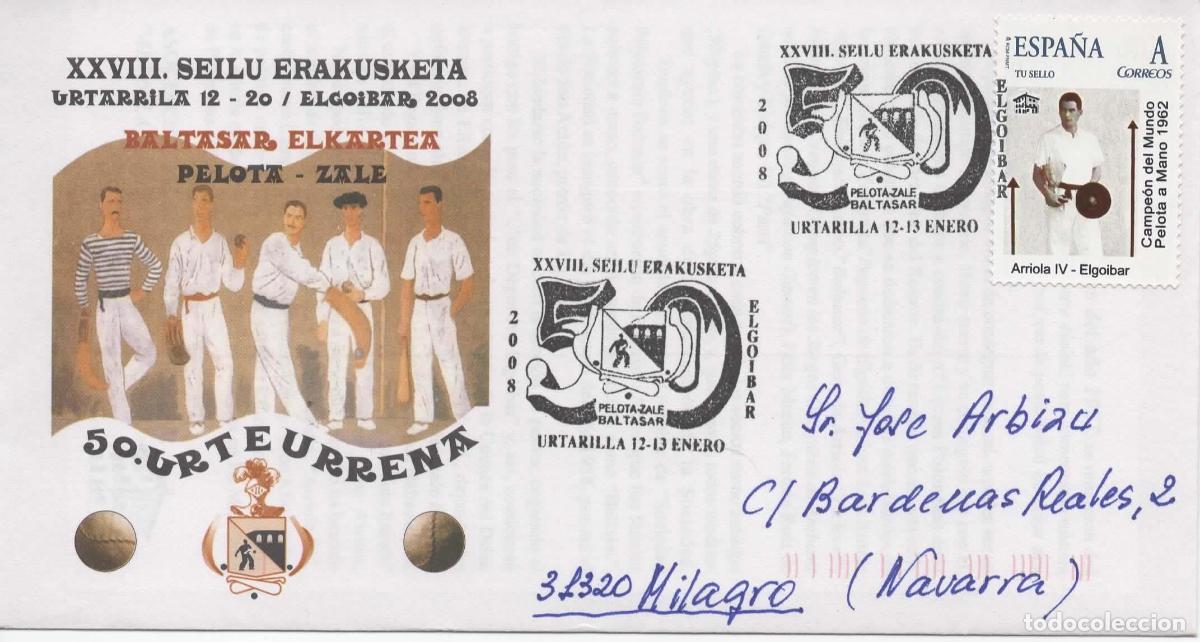 XXVIII. SEILU ERAKUSKETA
URTARRILA 12 - 20 / ELGOIBAR 2008
BALTASAR ELKARTEA
PELOTA - ZALE
50. URTEURRENA
XXVIII. SEILU ERAKUSKETA
2008
50
ELGOIBAR
PELOTA-ZALE
BALTASAR
URTARILLA 12-13 ENERO
XXVIII. SEILU ERAKUSKETA
2008
50
ELGOIBAR
PELOTA-ZALE
BALTASAR
URTARILLA 12-13 ENERO
ESPAÑA A
TU SELLO CORREOS
Campeón del Mundo
Pelota a Mano 1962
Arriola IV - Elgoibar
Sr. Jose Arbizu
C/ Bardenas Reales, 2
31320 Milagro (Navarra)
todocoleccion